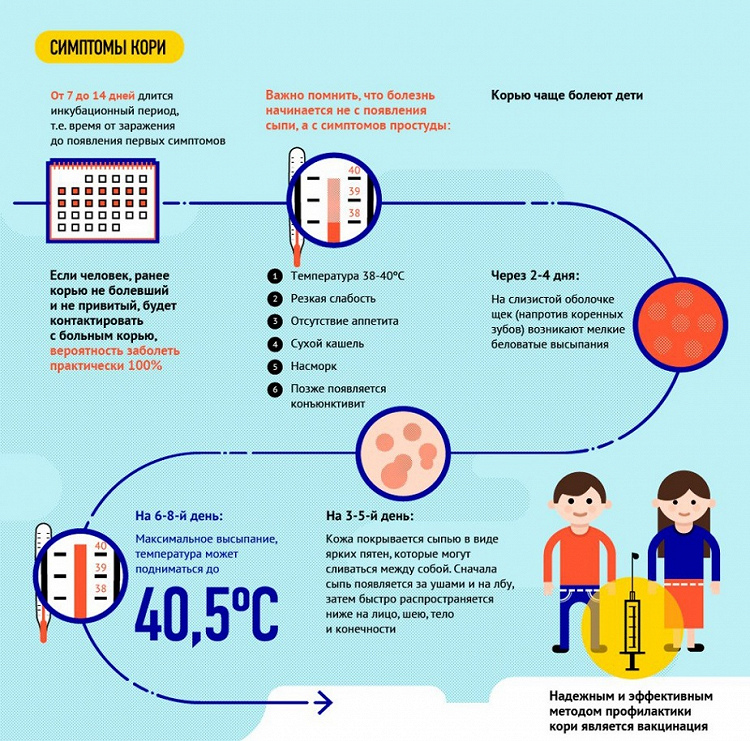 СИМПТОМЫ КОРИ
От 7 до 14 дней длится
инкубационный период,
т.е. время от заражения
до появления первых симптомов
Важно помнить, что болезнь
начинается не с появления
сыпи, а с симптомов простуды:
Корью чаще болеют дети
40
39
38
Если человек, ранее
корью не болевший
и не привитый, будет
контактировать
с больным корью,
вероятность заболеть
практически 100%
1 Температура 38-40ºС
2 Резкая слабость
3 Отсутствие аппетита
4 Сухой кашель
5 Насморк
6 Позже появляется
конъюнктивит
Через 2-4 дня:
На слизистой оболочке
щек (напротив коренных
зубов) возникают мелкие
беловатые высыпания
40
39
38
На 6-8-й день:
Максимальное высыпание,
температура может
подниматься до
40,5ºС
На 3-5-й день:
Кожа покрывается сыпью в виде
ярких пятен, которые могут
сливаться между собой. Сначала
сыпь появляется за ушами и на лбу,
затем быстро распространяется
ниже на лицо, шею, тело
и конечности
Надежным и эффективным
методом профилактики
кори является вакцинация